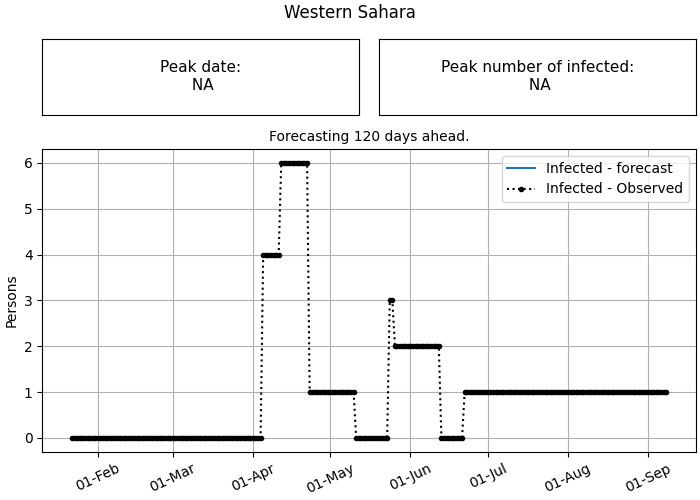 Western Sahara
Peak date:
NA
Peak number of infected:
NA
Forecasting 120 days ahead.
Infected - forecast
Infected - Observed
Persons
6
5
4
3
2
1
0
01-Feb
01-Mar
01-Apr
01-May
01-Jun
01-Jul
01-Aug
01-Sep